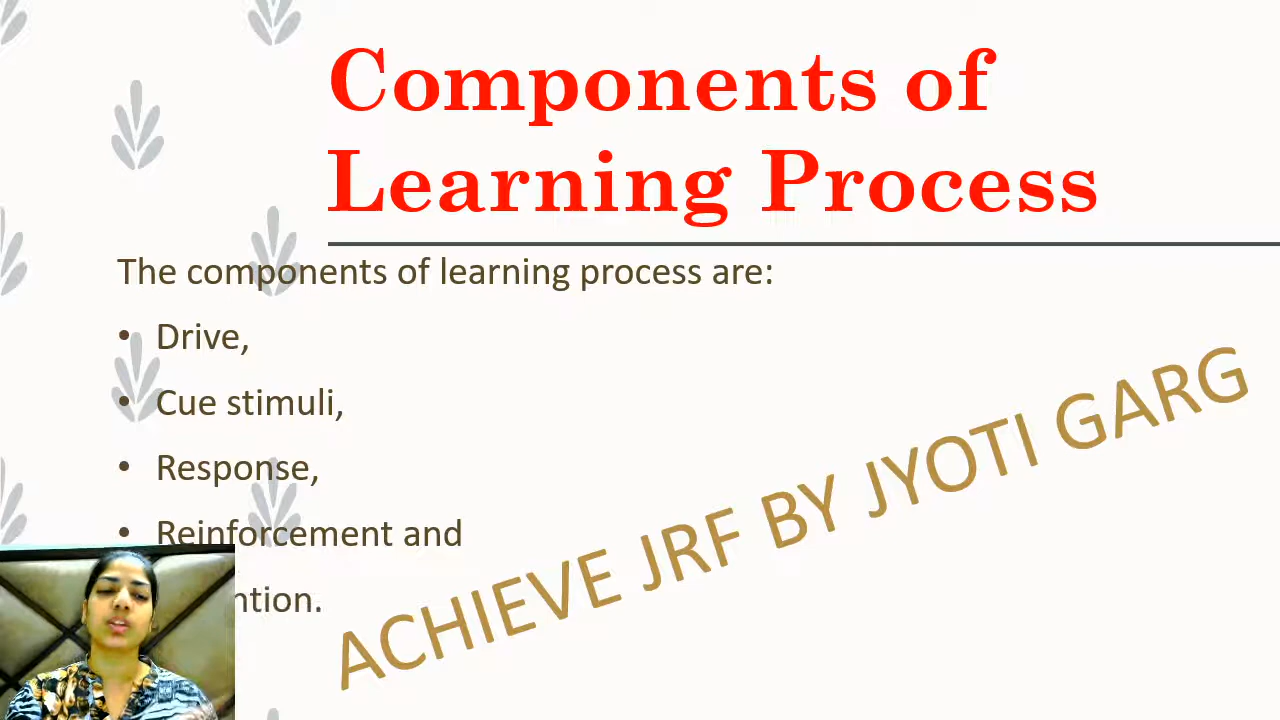 Components of
Learning Process
The components of learning process are:
• Drive,
• Cue stimuli,
• Response,
• Reinforcement and
ACHIEVE JRF BY JYOTI GARG